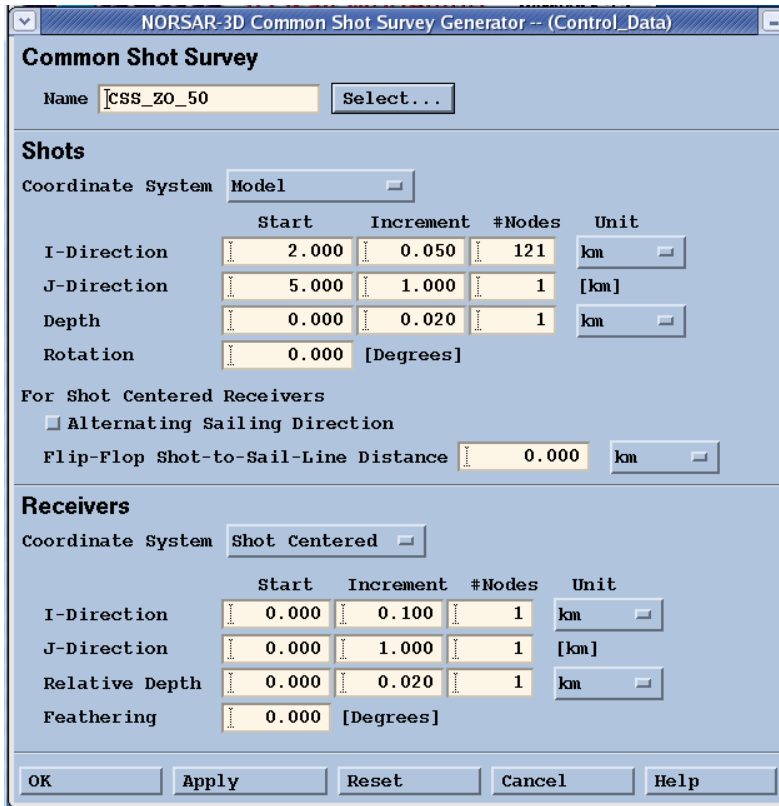 NORSAR-3D Common Shot Survey Generator -- (Control_Data)
Common Shot Survey
Name CSS_ZO_50 Select...
Shots
Coordinate System Model
Start Increment #Nodes Unit
I-Direction 2.000 0.050 121 km
J-Direction 5.000 1.000 1 [km]
Depth 0.000 0.020 1 km
Rotation 0.000 [Degrees]
For Shot Centered Receivers
Alternating Sailing Direction
Flip-Flop Shot-to-Sail-Line Distance 0.000 km
Receivers
Coordinate System Shot Centered
Start Increment #Nodes Unit
I-Direction 0.000 0.100 1 km
J-Direction 0.000 1.000 1 [km]
Relative Depth 0.000 0.020 1 km
Feathering 0.000 [Degrees]
OK Apply Reset Cancel Help